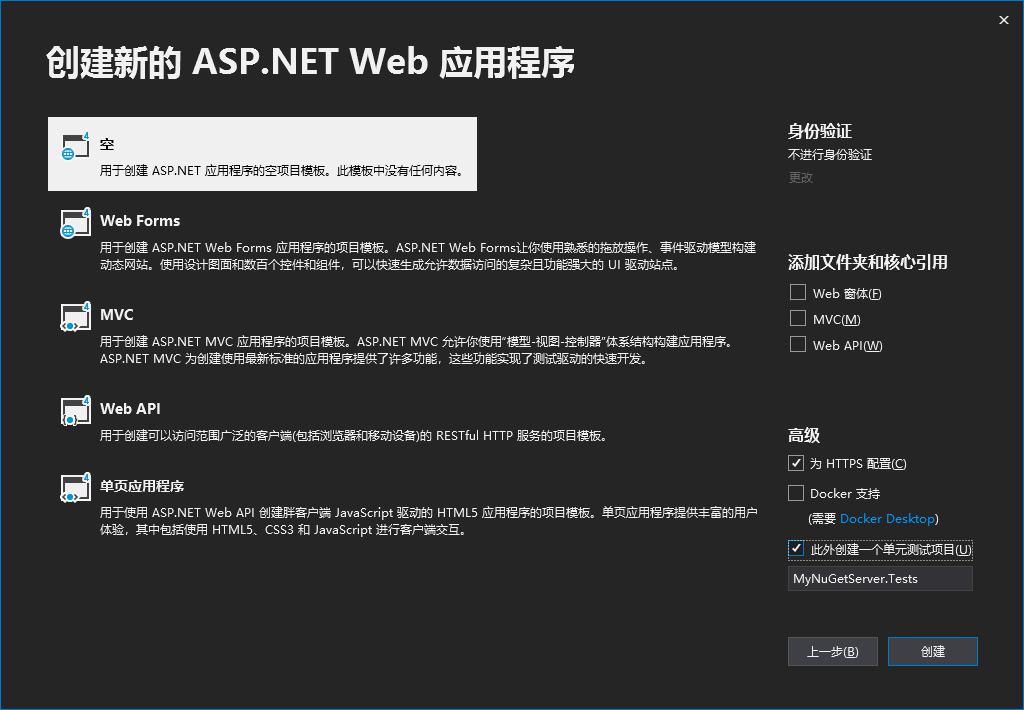 创建新的 ASP.NET Web 应用程序
空
用于创建 ASP.NET 应用程序的空项目模板。此模板中没有任何内容。
Web Forms
用于创建 ASP.NET Web Forms 应用程序的项目模板。ASP.NET Web Forms让你使用熟悉的拖放操作、事件驱动模型构建
动态网站。使用设计图面和数百个控件和组件，可以快速生成允许数据访问的复杂且功能强大的 UI 驱动站点。
MVC
用于创建 ASP.NET MVC 应用程序的项目模板。ASP.NET MVC 允许你使用"模型-视图-控制器"体系结构构建应用程序。
ASP.NET MVC 为创建使用最新标准的应用程序提供了许多功能，这些功能实现了测试驱动的快速开发。
Web API
用于创建可以访问范围广泛的客户端(包括浏览器和移动设备)的 RESTful HTTP 服务的项目模板。
单页应用程序
用于使用 ASP.NET Web API 创建胖客户端 JavaScript 驱动的 HTML5 应用程序的项目模板。单页应用程序提供丰富的用户
体验，其中包括使用 HTML5、CSS3 和 JavaScript 进行客户端交互。
身份验证
不进行身份验证
更改
添加文件夹和核心引用
Web 窗体(F)
MVC(M)
Web API(W)
高级
为 HTTPS 配置(C)
Docker 支持
(需要 Docker Desktop)
此外创建一个单元测试项目(U)
MyNuGetServer.Tests
上一步(B)
创建